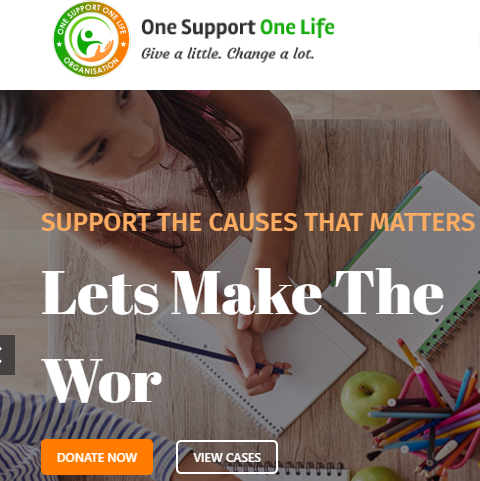 ONE SUPPORT ONE LIFE
ORGANISATION
One Support One Life
Give a little. Change a lot.
SUPPORT THE CAUSES THAT MATTERS
Lets Make The
Wor
DONATE NOW
VIEW CASES